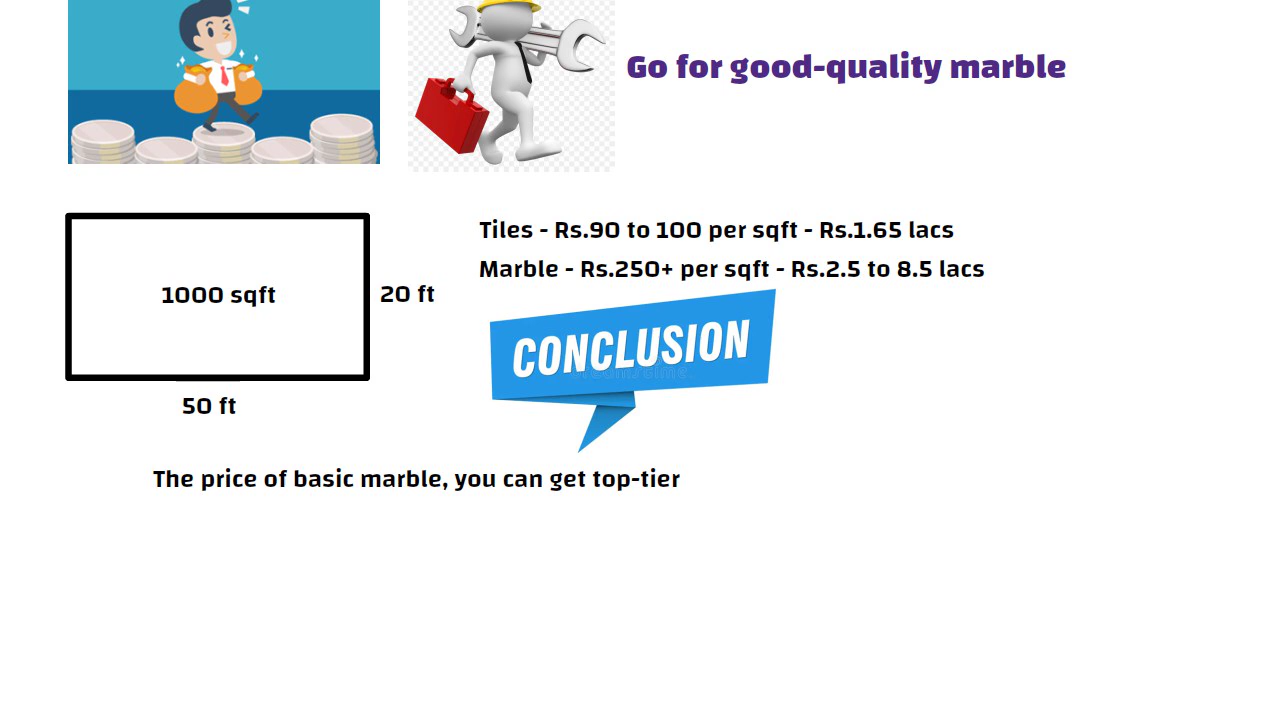 Go for good-quality marble
Tiles - Rs.90 to 100 per sqft - Rs.1.65 lacs
Marble - Rs.250+ per sqft - Rs.2.5 to 8.5 lacs
1000 sqft
20 ft
CONCLUSION
50 ft
The price of basic marble, you can get top-tier